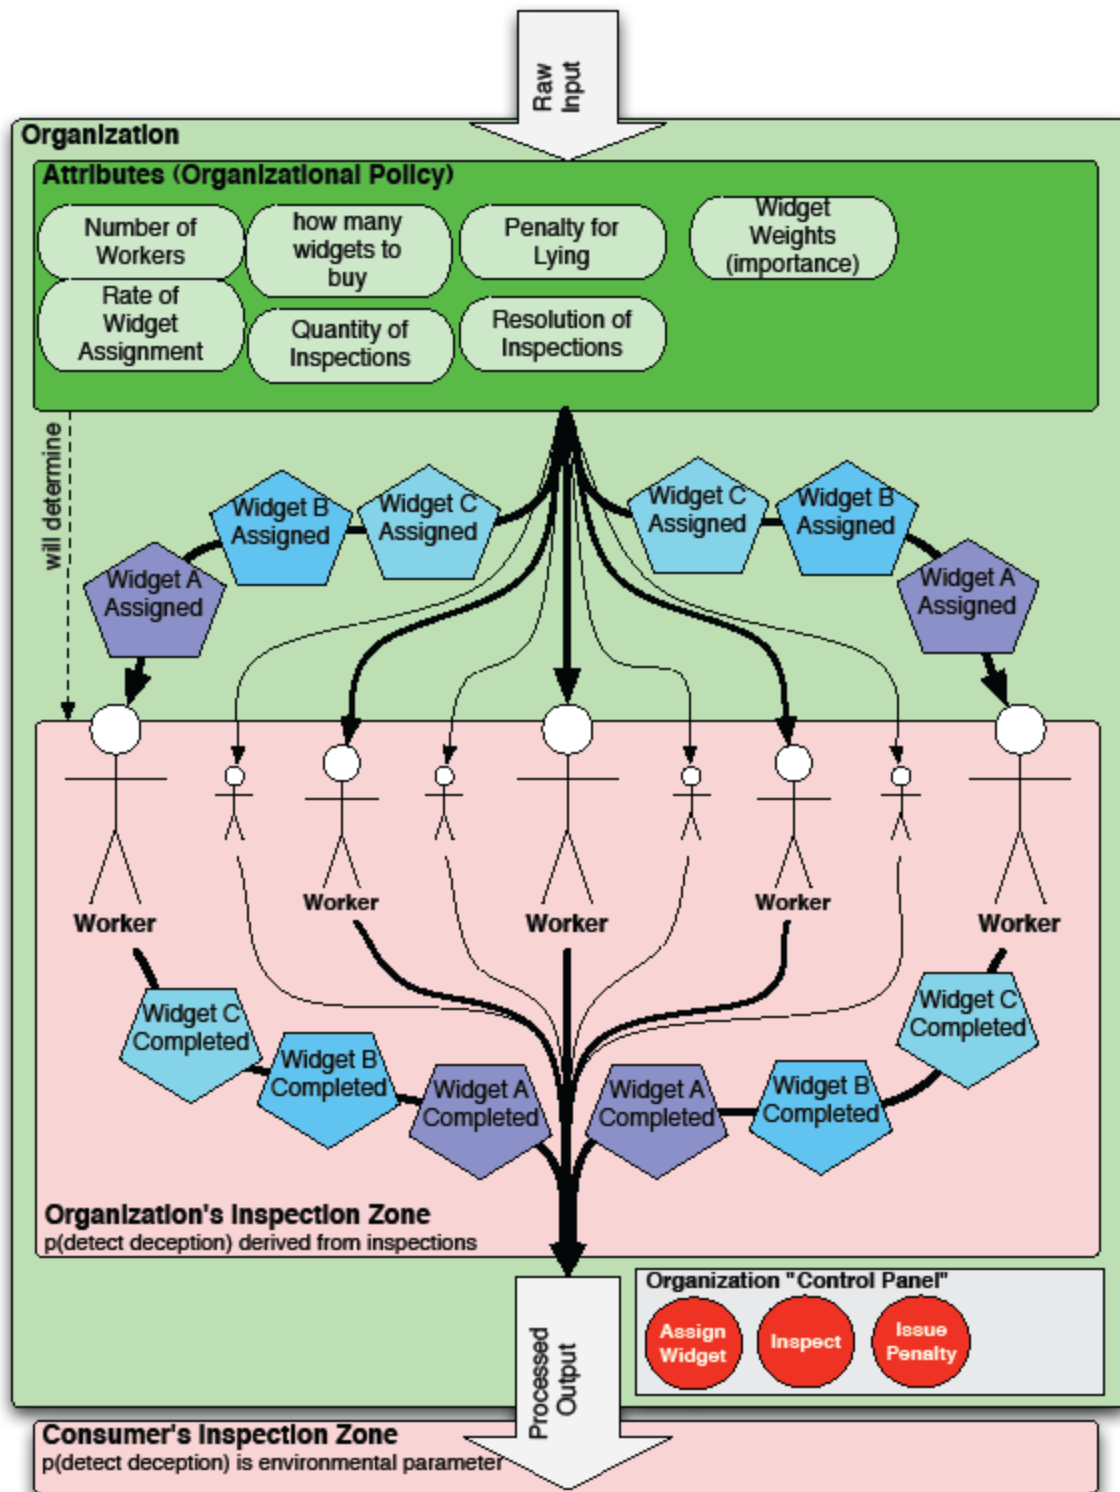 Raw
Input
Organization
Attributes (Organizational Policy)
Number of
Workers
how many
widgets to
buy
Penalty for
Lying
Widget
Weights
(importance)
Rate of
Widget
Assignment
Quantity of
Inspections
Resolution of
Inspections
will determine
Widget A
Assigned
Widget B
Assigned
Widget C
Assigned
Widget C
Assigned
Widget B
Assigned
Widget A
Assigned
Worker
Worker
Worker
Worker
Worker
Widget C
Completed
Widget B
Completed
Widget A
Completed
Widget A
Completed
Widget B
Completed
Widget C
Completed
Organization's Inspection Zone
p(detect deception) derived from inspections
Organization "Control Panel"
Assign
Widget
Inspect
Issue
Penalty
Processed
Output
Consumer's Inspection Zone
p(detect deception) is environmental parameter